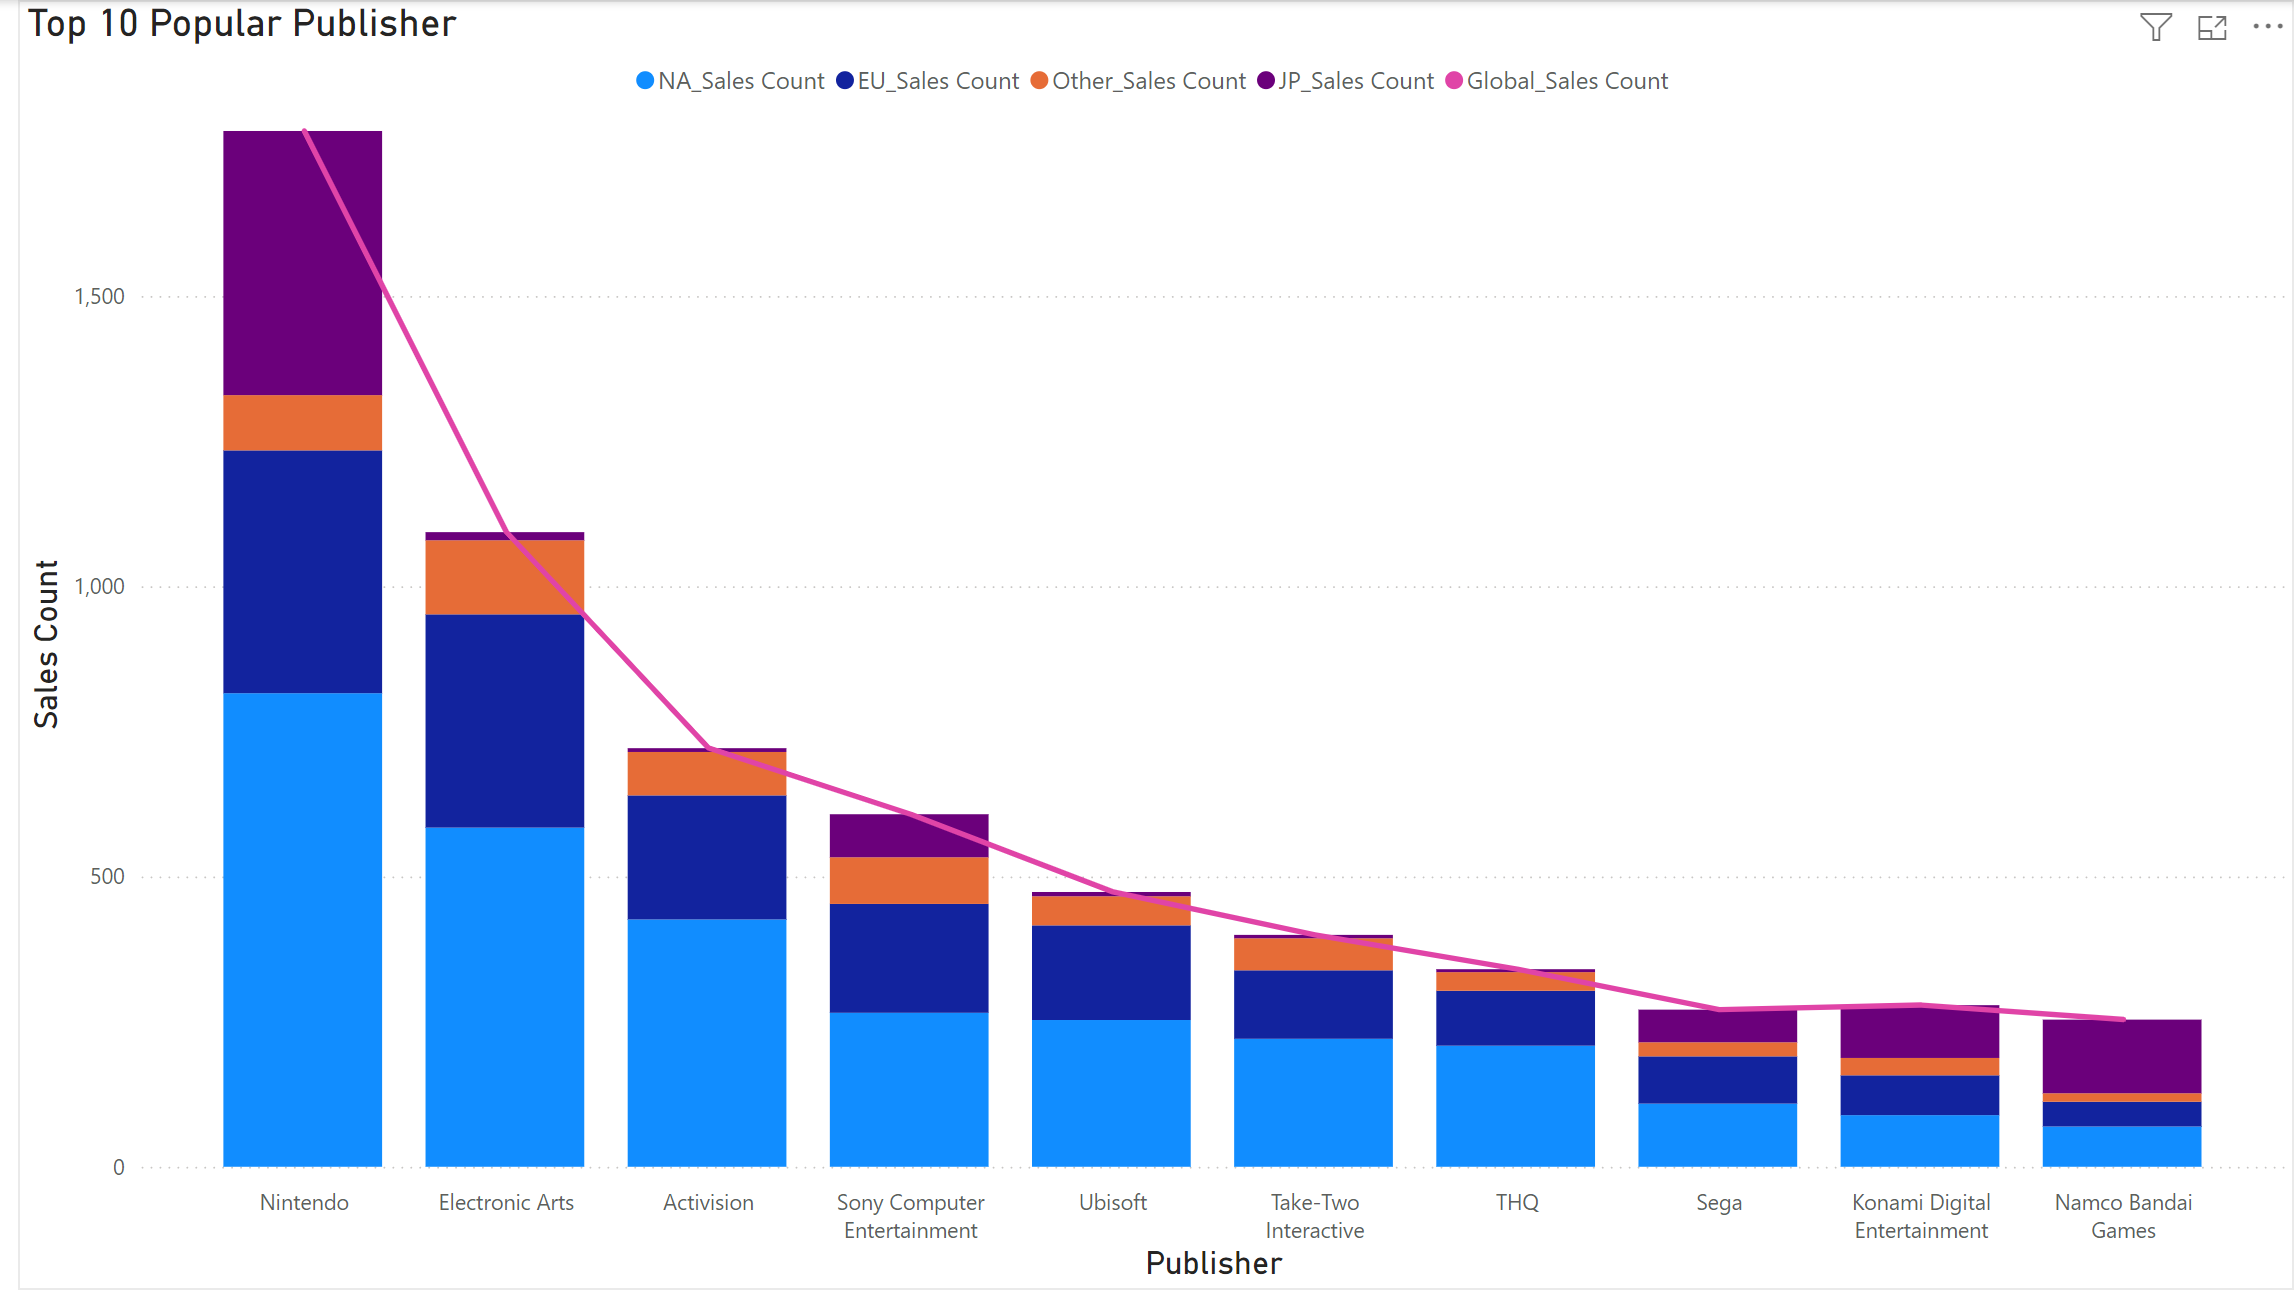 Top 10 Popular Publisher
NA_Sales Count EU_Sales Count Other_Sales Count JP_Sales Count Global_Sales Count
1,500
1,000
500
0
Sales Count
Nintendo
Electronic Arts
Activision
Sony Computer
Entertainment
Ubisoft
Take-Two
Interactive
THQ
Sega
Konami Digital
Entertainment
Namco Bandai
Games
Publisher